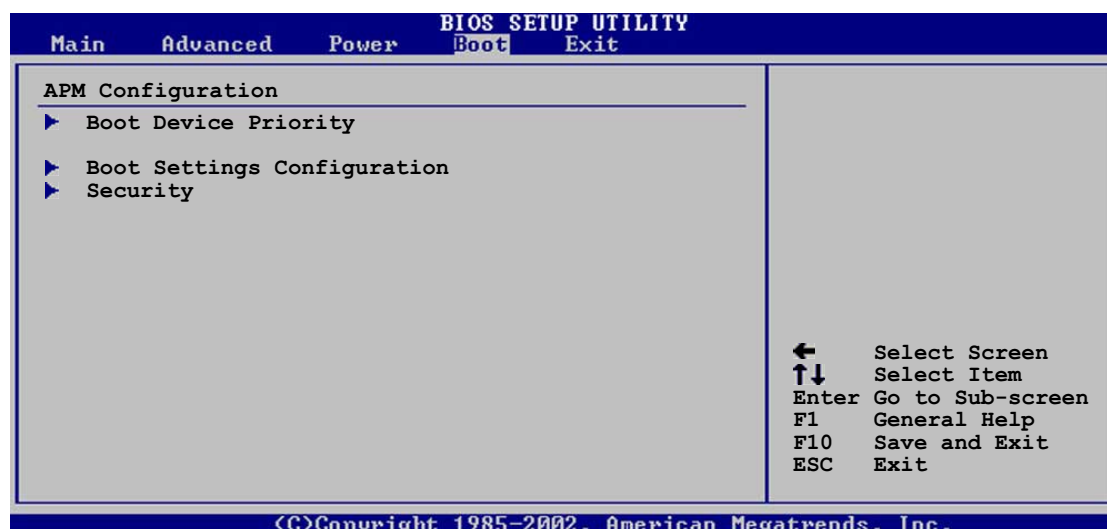 BIOS SETUP UTILITY
Main Advanced Power Boot Exit
APM Configuration
Boot Device Priority
Boot Settings Configuration
Security
← Select Screen
↑↓ Select Item
Enter Go to Sub-screen
F1 General Help
F10 Save and Exit
ESC Exit
(C)Copyright 1985-2002, American Megatrends, Inc.